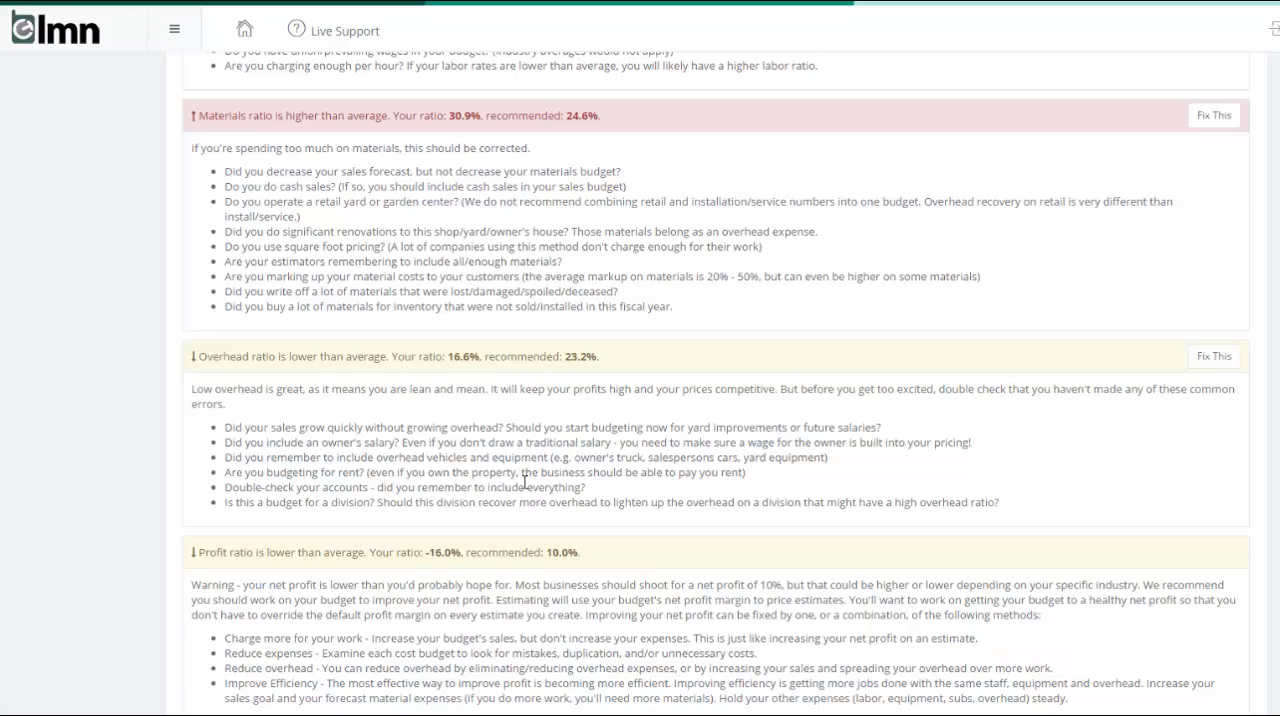 lmn
Live Support
Do you have union/prevailing wages in your budget? (industry averages would not apply)
Are you charging enough per hour? If your labor rates are lower than average, you will likely have a higher labor ratio.
Materials ratio is higher than average. Your ratio: 30.9%, recommended: 24.6%.
Fix This
If you're spending too much on materials, this should be corrected.
Did you decrease your sales forecast, but not decrease your materials budget?
Do you do cash sales? (If so, you should include cash sales in your sales budget)
Do you operate a retail yard or garden center? (We do not recommend combining retail and installation/service numbers into one budget. Overhead recovery on retail is very different than
install/service.)
Did you do significant renovations to this shop/yard/owner's house? Those materials belong as an overhead expense.
Do you use square foot pricing? (A lot of companies using this method don't charge enough for their work)
Are your estimators remembering to include all/enough materials?
Are you marking up your material costs to your customers (the average markup on materials is 20% - 50%, but can even be higher on some materials)
Did you write off a lot of materials that were lost/damaged/spoiled/deceased?
Did you buy a lot of materials for inventory that were not sold/installed in this fiscal year.
Overhead ratio is lower than average. Your ratio: 16.6%, recommended: 23.2%.
Fix This
Low overhead is great, as it means you are lean and mean. It will keep your profits high and your prices competitive. But before you get too excited, double check that you haven't made any of these common
errors.
Did your sales grow quickly without growing overhead? Should you start budgeting now for yard improvements or future salaries?
Did you include an owner's salary? Even if you don't draw a traditional salary - you need to make sure a wage for the owner is built into your pricing!
Did you remember to include overhead vehicles and equipment (e.g. owner's truck, salespersons cars, yard equipment)
Are you budgeting for rent? (even if you own the property, the business should be able to pay you rent)
Double-check your accounts - did you remember to include everything?
Is this a budget for a division? Should this division recover more overhead to lighten up the overhead on a division that might have a high overhead ratio?
Profit ratio is lower than average. Your ratio: -16.0%, recommended: 10.0%.
Warning - your net profit is lower than you'd probably hope for. Most businesses should shoot for a net profit of 10%, but that could be higher or lower depending on your specific industry. We recommend
you should work on your budget to improve your net profit. Estimating will use your budget's net profit margin to price estimates. You'll want to work on getting your budget to a healthy net profit so that you
don't have to override the default profit margin on every estimate you create. Improving your net profit can be fixed by one, or a combination, of the following methods:
Charge more for your work - Increase your budget's sales, but don't increase your expenses. This is just like increasing your net profit on an estimate.
Reduce expenses - Examine each cost budget to look for mistakes, duplication, and/or unnecessary costs.
Reduce overhead - You can reduce overhead by eliminating/reducing overhead expenses, or by increasing your sales and spreading your overhead over more work.
Improve Efficiency - The most effective way to improve profit is becoming more efficient. Improving efficiency is getting more jobs done with the same staff, equipment and overhead. Increase your
sales goal and your forecast material expenses (if you do more work, you'll need more materials). Hold your other expenses (labor, equipment, subs, overhead) steady.